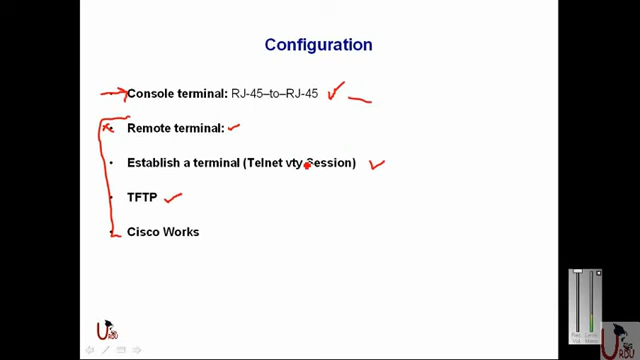 Configuration
Console terminal: RJ-45–to–RJ-45
Remote terminal:
Establish a terminal (Telnet vty Session)
TFTP
Cisco Works